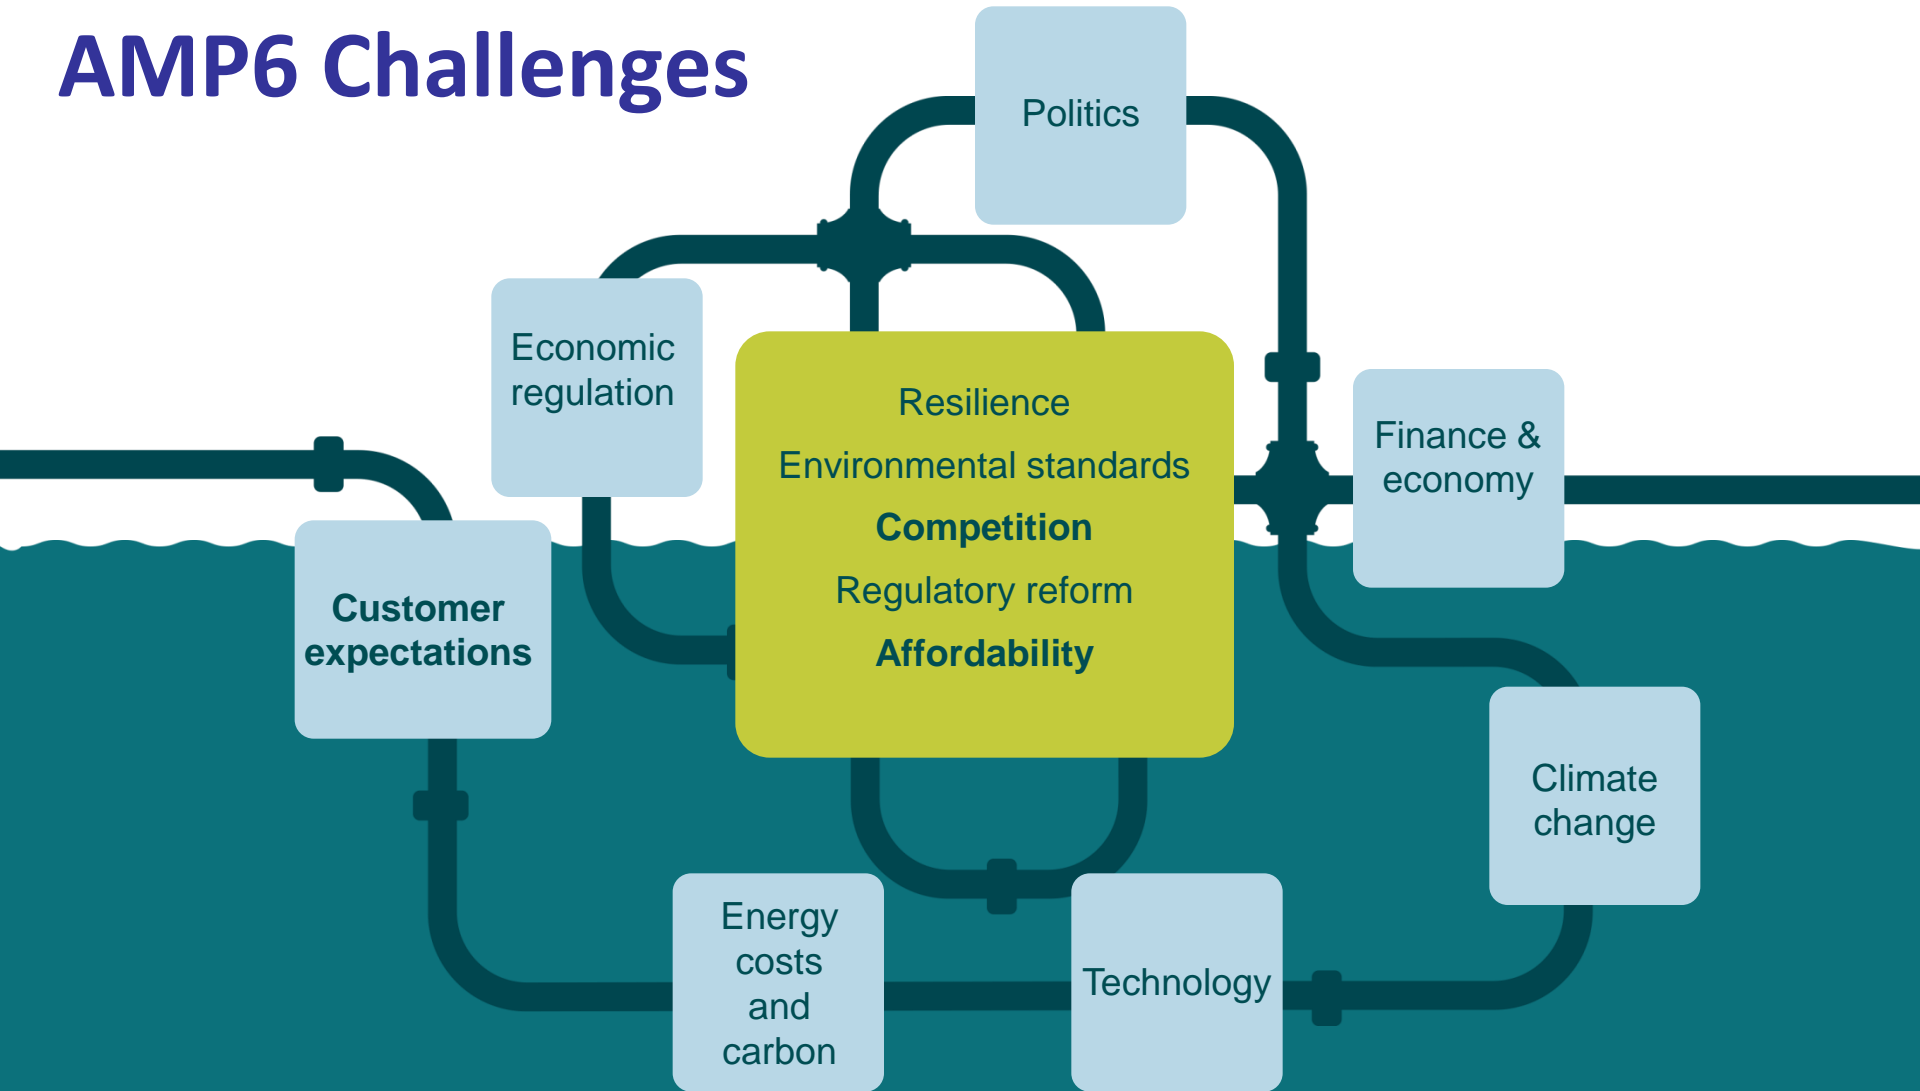 AMP6 Challenges
Politics
Economic
regulation
Resilience
Environmental standards
Competition
Regulatory reform
Affordability
Finance &
economy
Customer
expectations
Climate
change
Energy
costs
and
carbon
Technology